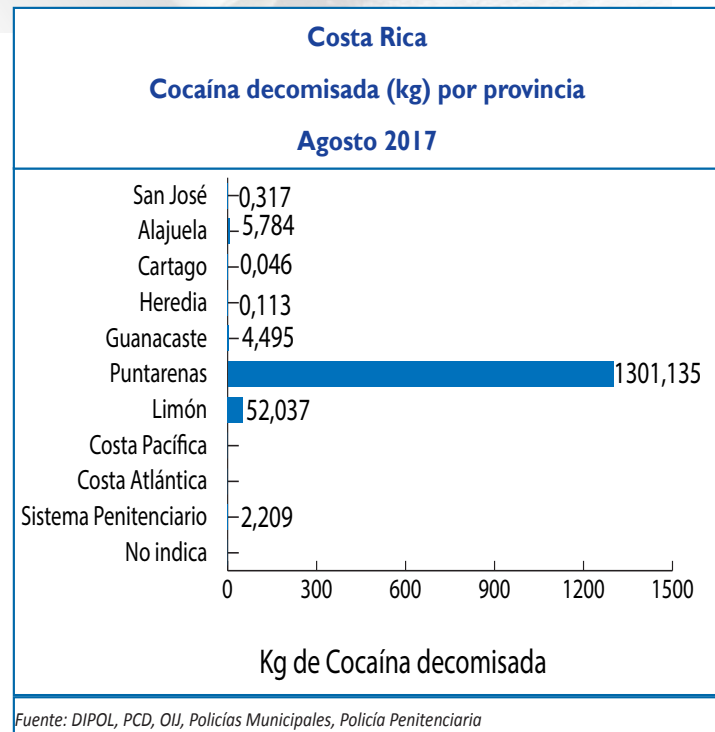 Costa Rica
Cocaína decomisada (kg) por provincia
Agosto 2017
San José 0,317
Alajuela 5,784
Cartago 0,046
Heredia 0,113
Guanacaste 4,495
Puntarenas 1301,135
Limón 52,037
Costa Pacífica
Costa Atlántica
Sistema Penitenciario 2,209
No indica
0 300 600 900 1200 1500
Kg de Cocaína decomisada
Fuente: DIPOL, PCD, OIJ, Policías Municipales, Policía Penitenciaria